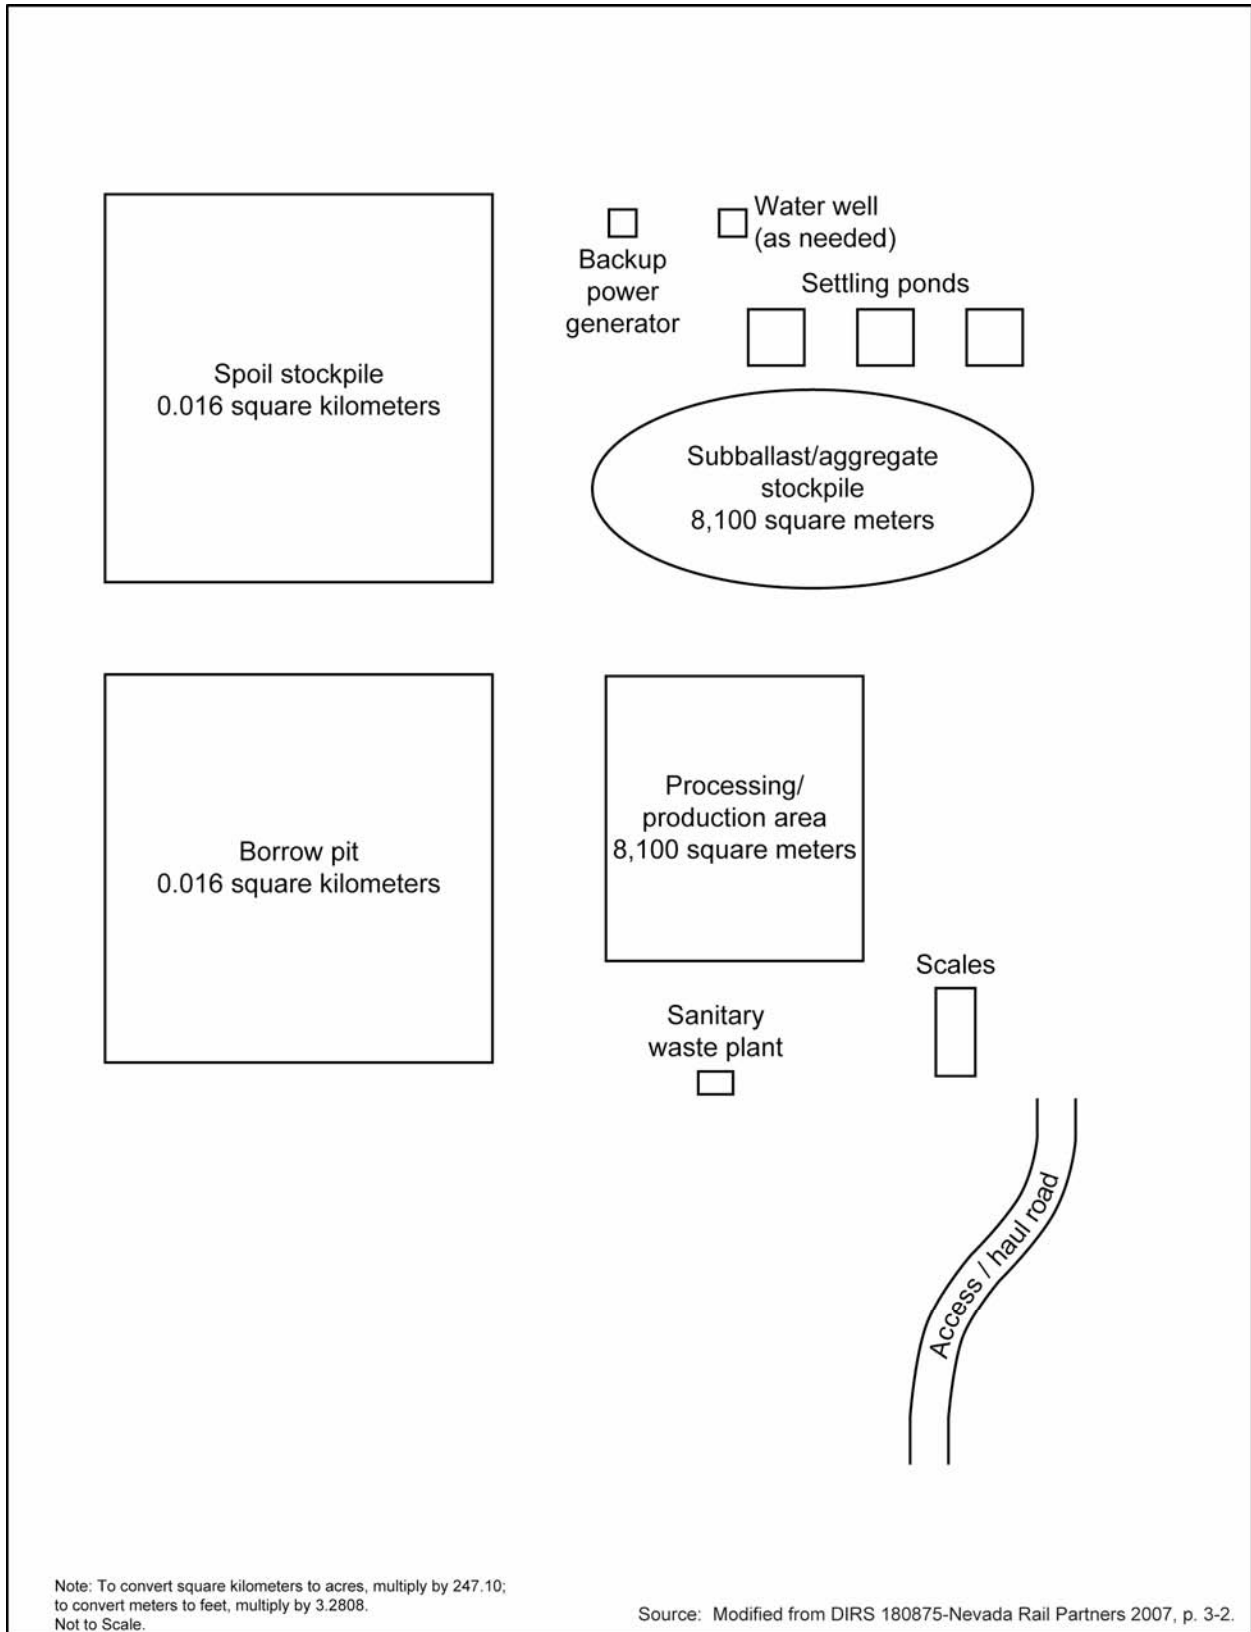 Water well
(as needed)
Backup
power
generator
Settling ponds
Spoil stockpile
0.016 square kilometers
Subballast/aggregate
stockpile
8,100 square meters
Processing/
production area
8,100 square meters
Borrow pit
0.016 square kilometers
Scales
Sanitary
waste plant
Access / haul road
Note: To convert square kilometers to acres, multiply by 247.10;
to convert meters to feet, multiply by 3.2808.
Not to Scale.
Source: Modified from DIRS 180875-Nevada Rail Partners 2007, p. 3-2.